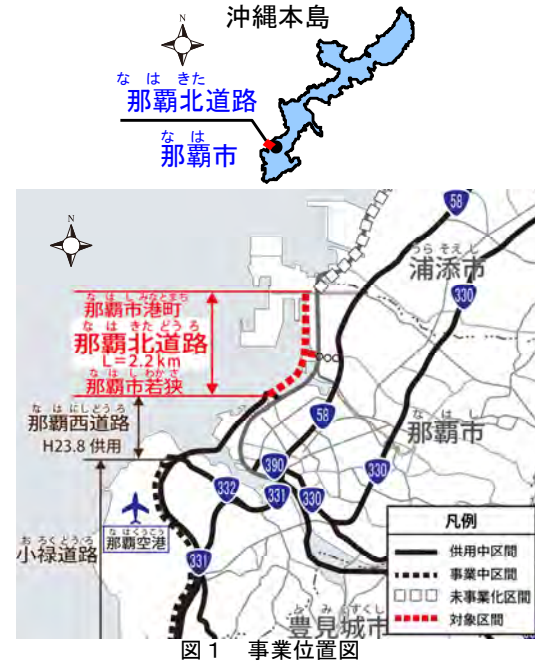 沖縄本島
N
なはきた
那覇北道路
なは
那覇市
N
58
うらそえし
浦添市
330
なはしみなとまち
那覇市港町
なはきたどうろ
那覇北道路
L=2.2km
なはしわかさ
那覇市若狭
なはにしどうろ
那覇西道路
H23.8 供用
58
なはし
那覇市
390
330
332
331
330
なはくうこう
那覇空港
おろくどうろ
小禄道路
331
凡例
供用中区間
事業中区間
未事業化区間
対象区間
とみぐすくし
豊見城市
図1 事業位置図